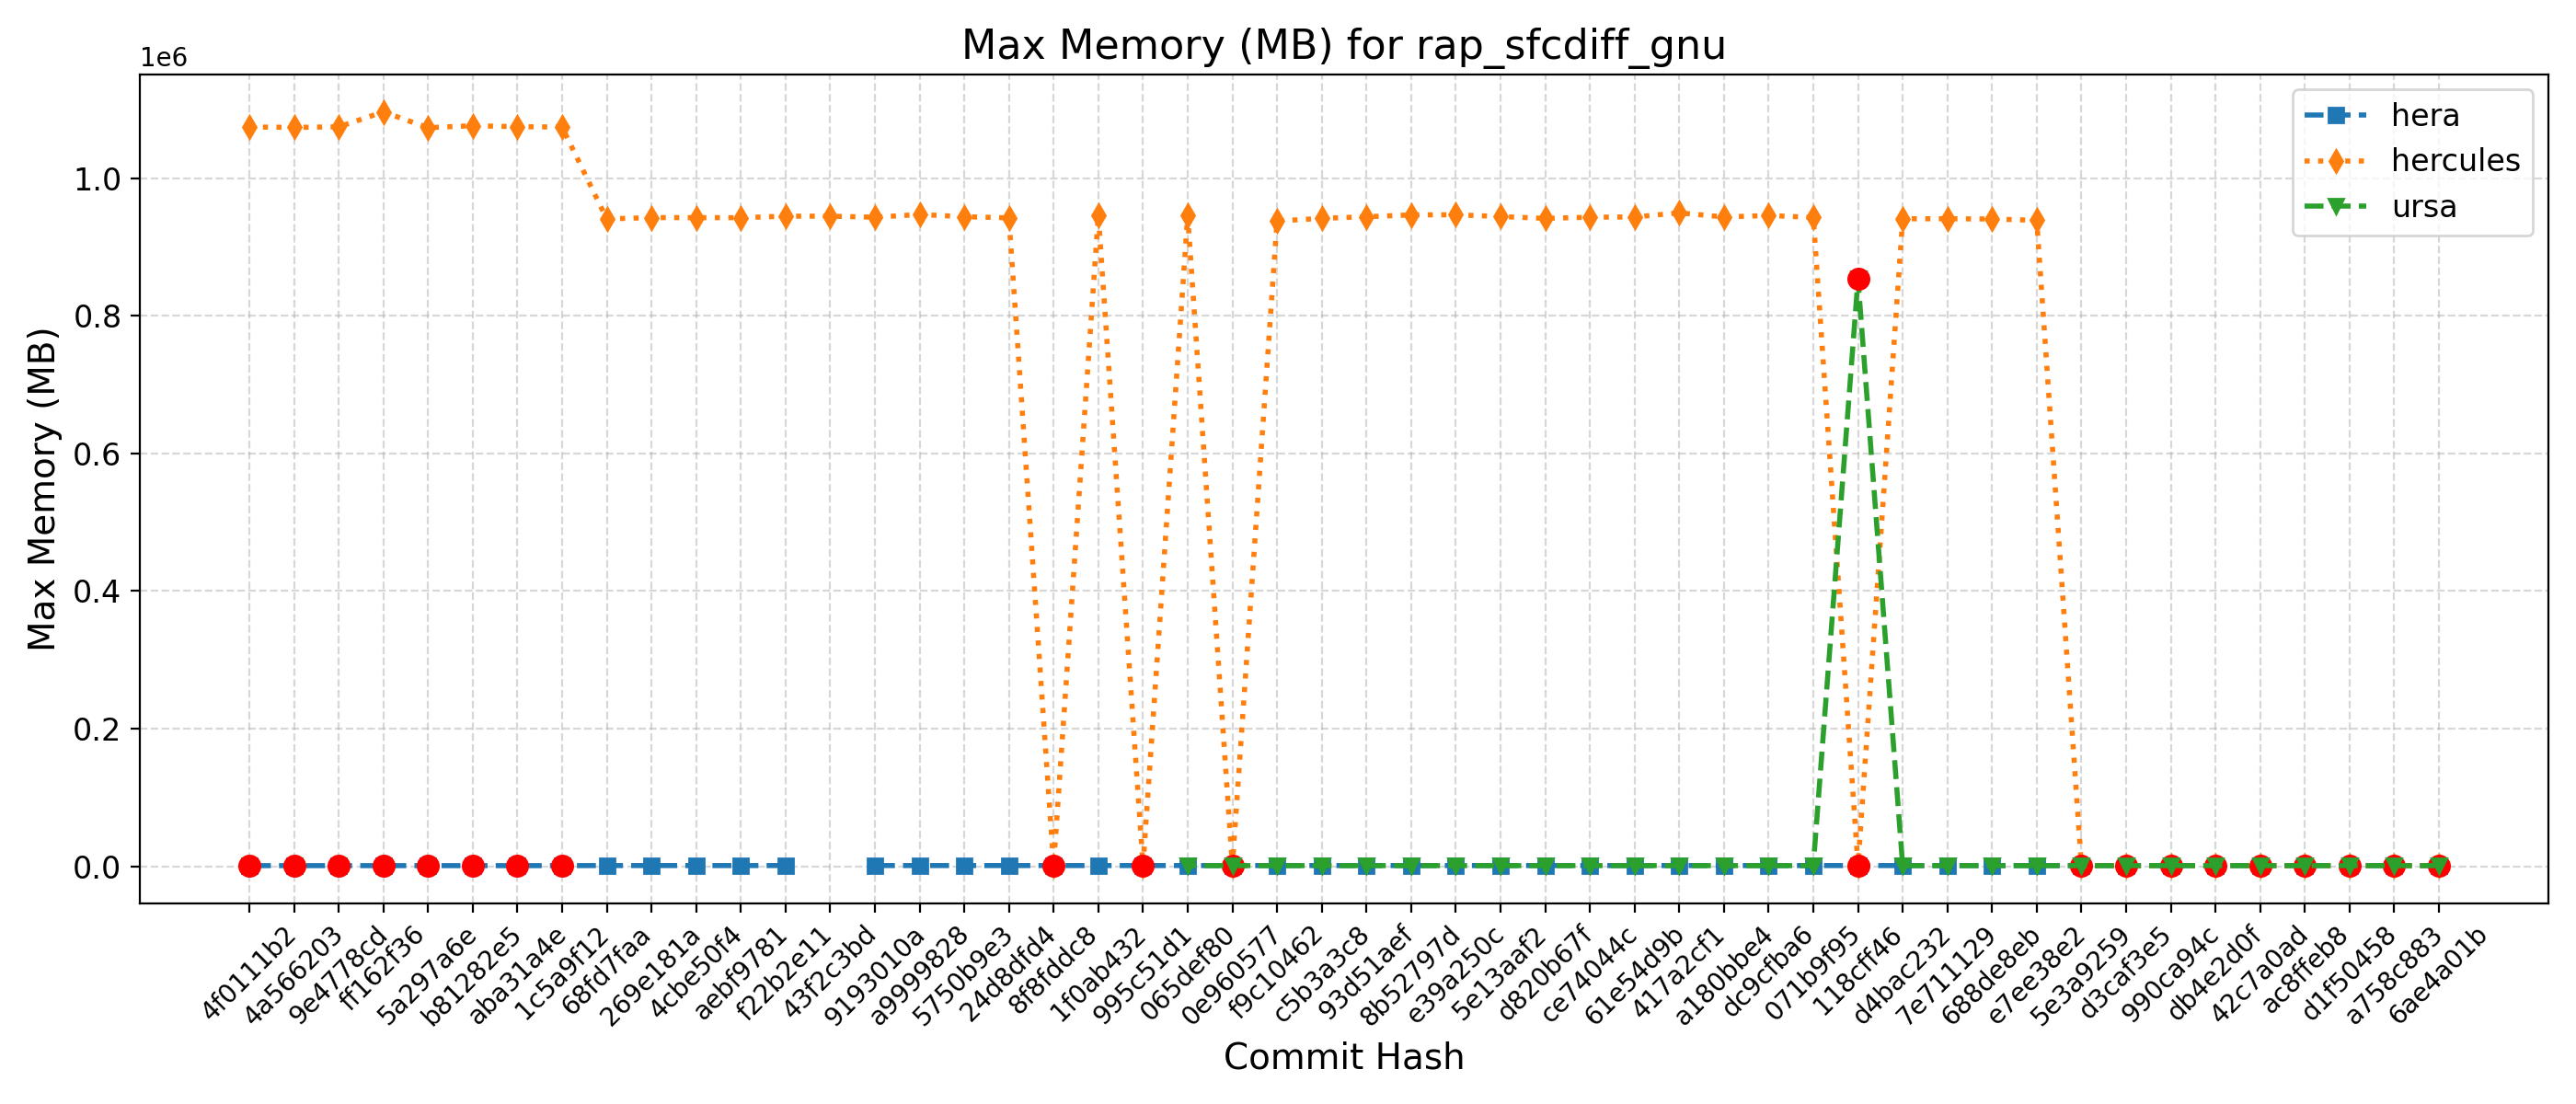 Max Memory (MB) for rap_sfcdiff_gnu
1e6
hera
hercules
ursa
1.0
0.8
0.6
0.4
0.2
0.0
Max Memory (MB)
4f0111b2
4a566203
9e4778cd
ff162f36
5a297a6e
b81282e5
aba31a4e
1c5a9f12
68fd7faa
269e181a
4cbe50f4
aebf9781
f22b2e11
43f2c3bd
9193010a
a9999828
5750b9e3
24d8dfd4
8f8fddc8
1f0ab432
995c51d1
065def80
0e960577
f9c10462
c5b3a3c8
93d51aef
8b52797d
e39a250c
5e13aaf2
d820b67f
ce74044c
61e54d9b
417a2cf1
a180bbe4
dc9cfba6
071b9f95
118cff46
d4bac232
7e711129
688de8eb
e7ee38e2
5e3a9259
d3caf3e5
990ca94c
db4e2d0f
42c7a0ad
ac8ffeb8
d1f50458
a758c883
6ae4a01b
Commit Hash